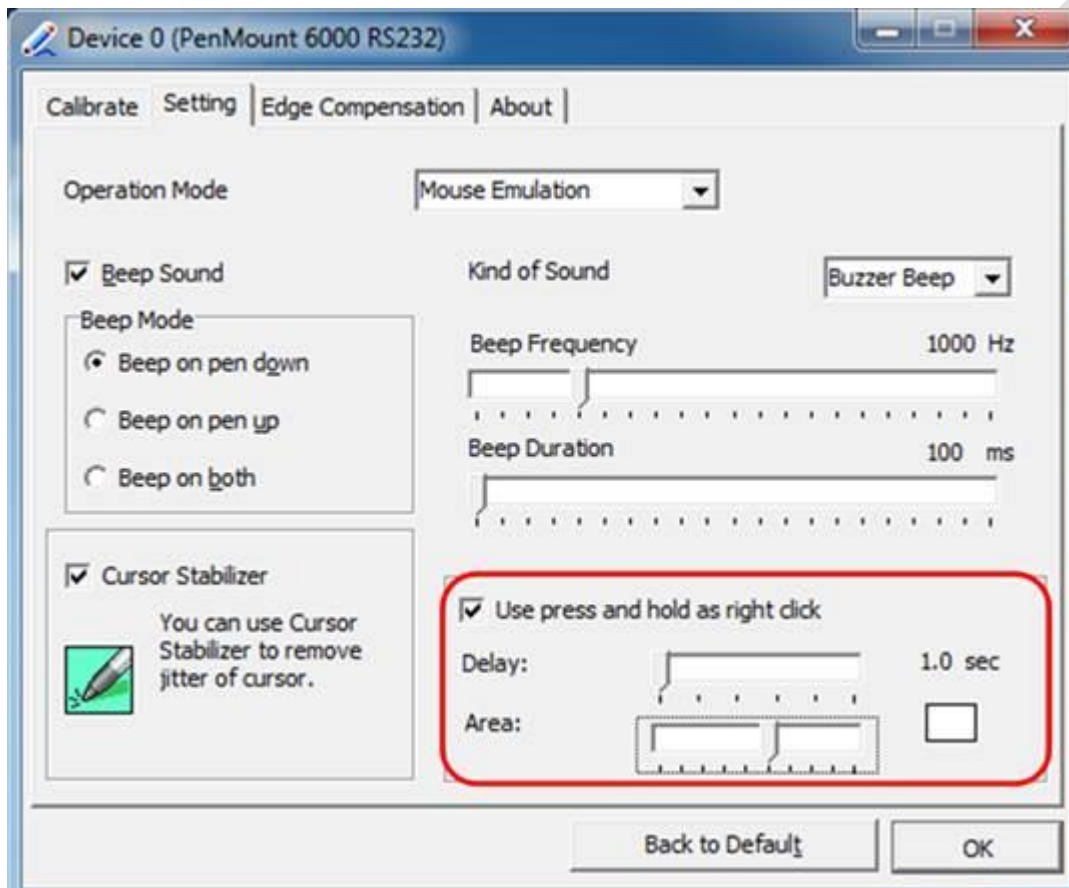 Device 0 (PenMount 6000 RS232)
Calibrate Setting Edge Compensation About
Operation Mode Mouse Emulation
Beep Sound
Kind of Sound Buzzer Beep
Beep Mode
Beep on pen down
Beep on pen up
Beep on both
Beep Frequency 1000 Hz
Beep Duration 100 ms
Cursor Stabilizer
You can use Cursor
Stabilizer to remove
jitter of cursor.
Use press and hold as right click
Delay: 1.0 sec
Area:
Back to Default OK